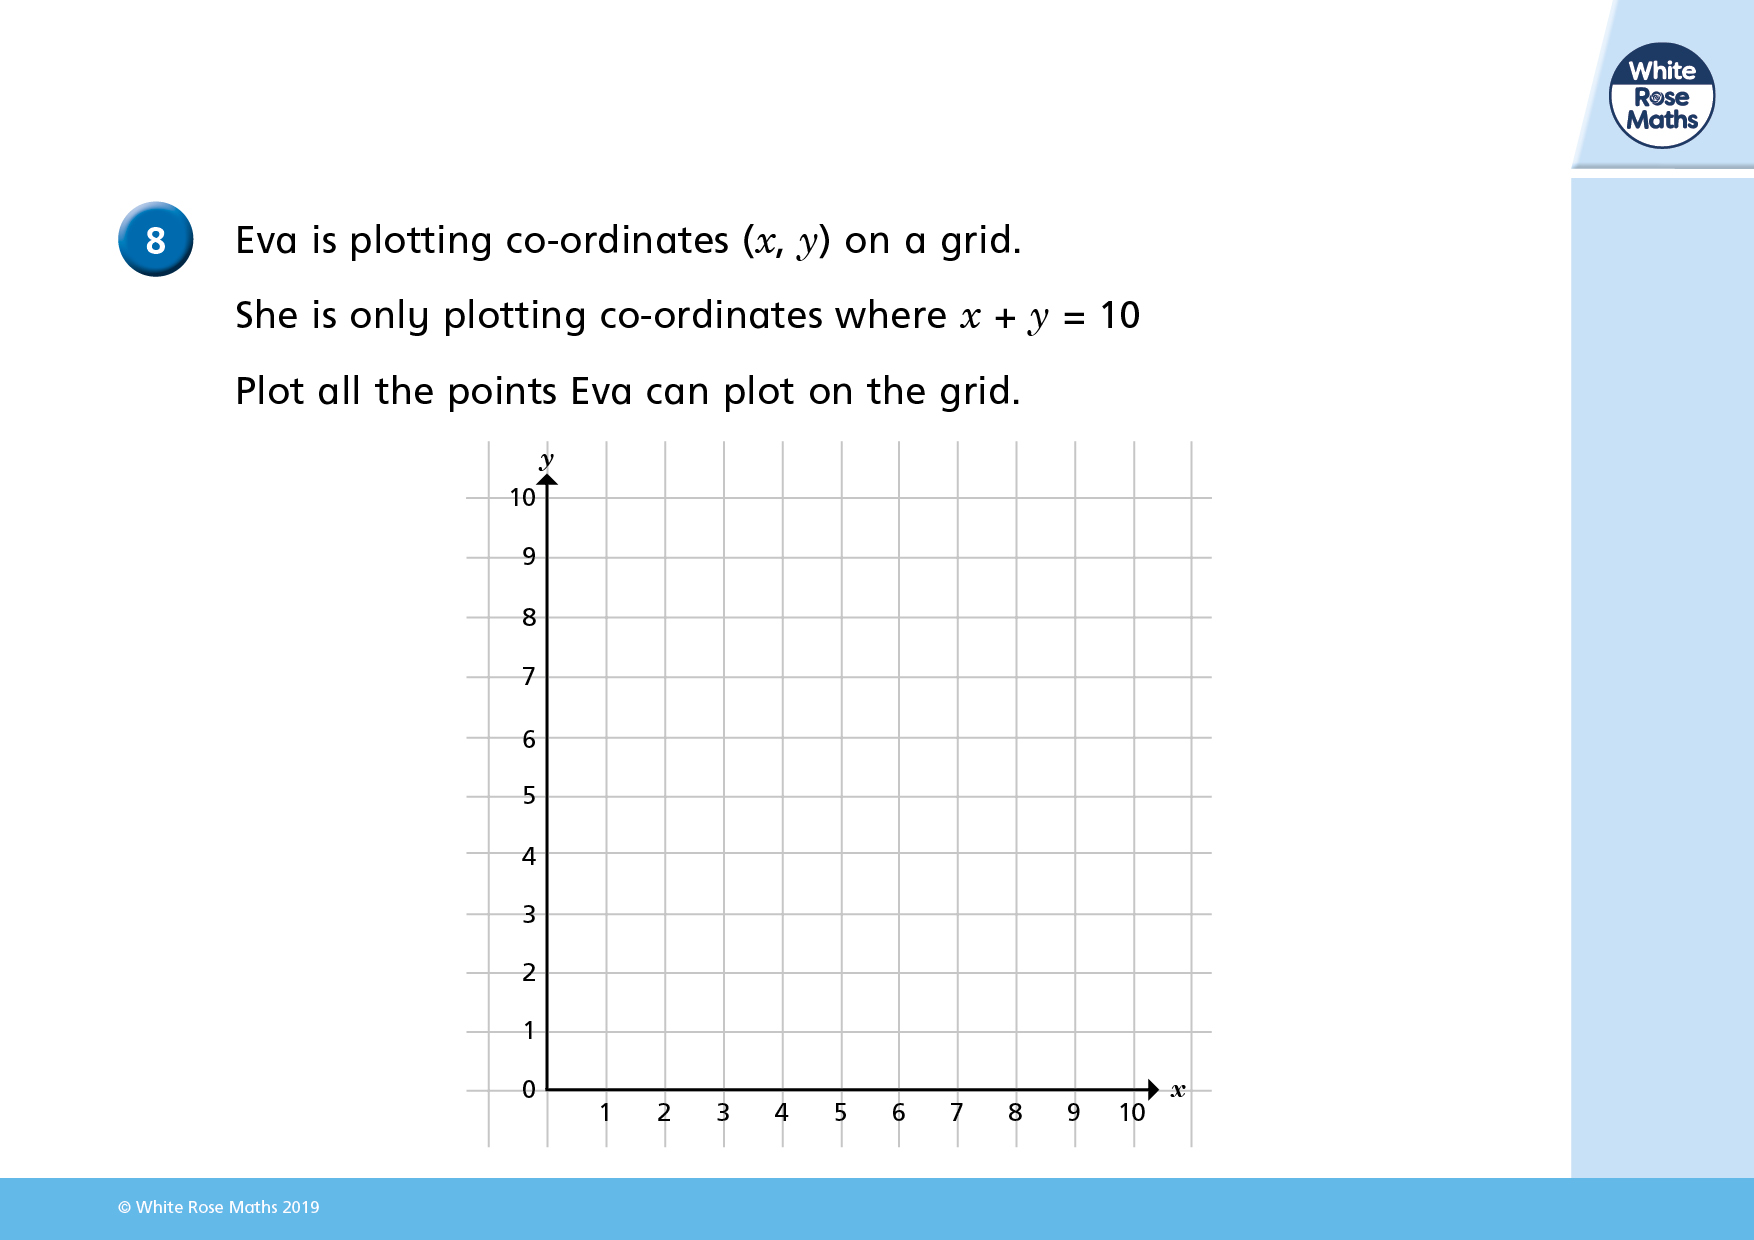 White
Rose
Maths
8 Eva is plotting co-ordinates (x, y) on a grid.
She is only plotting co-ordinates where x + y = 10
Plot all the points Eva can plot on the grid.
y
10
9
8
7
6
5
4
3
2
1
0
x
1 2 3 4 5 6 7 8 9 10
© White Rose Maths 2019